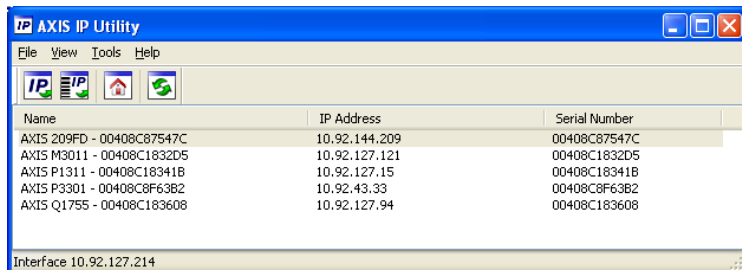 IP AXIS IP Utility
File View Tools Help
IP IP
Name IP Address Serial Number
AXIS 209FD - 00408C87547C 10.92.144.209 00408C87547C
AXIS M3011 - 00408C1832D5 10.92.127.121 00408C1832D5
AXIS P1311 - 00408C18341B 10.92.127.15 00408C18341B
AXIS P3301 - 00408C8F63B2 10.92.43.33 00408C8F63B2
AXIS Q1755 - 00408C183608 10.92.127.94 00408C183608
Interface 10.92.127.214